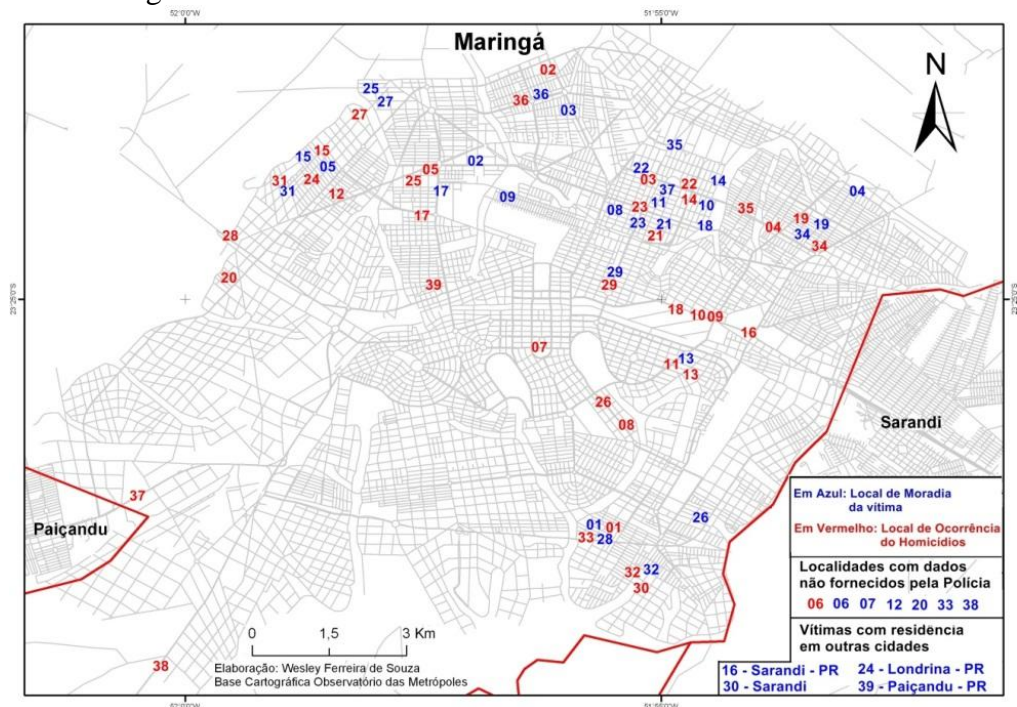 52°0'0"W 51°55'0"W
Maringá
N
02
25 36 36
27 03
27
35
15 15 02 22
05 05 03 22 14
31 24 25 37 04
31 12 17 09 11 14 10
23 08 35
17 19
23 21 18 04 19
28 21 34
34
29
20 39 29
23°25'0"S 23°25'0"S
18 10 09
16
07
13
11
13
26
08
Sarandi
37
Paiçandu
26
01 01
33 28
32 32
30
38
Em Azul: Local de Moradia
da vítima
Em Vermelho: Local de Ocorrência
do Homicídios
Localidades com dados
não fornecidos pela Polícia
06 06 07 12 20 33 38
Vítimas com residência
em outras cidades
16 - Sarandi - PR 24 - Londrina - PR
30 - Sarandi 39 - Paiçandu - PR
0 1,5 3 Km
Elaboração: Wesley Ferreira de Souza
Base Cartográfica Observatório das Metrópoles